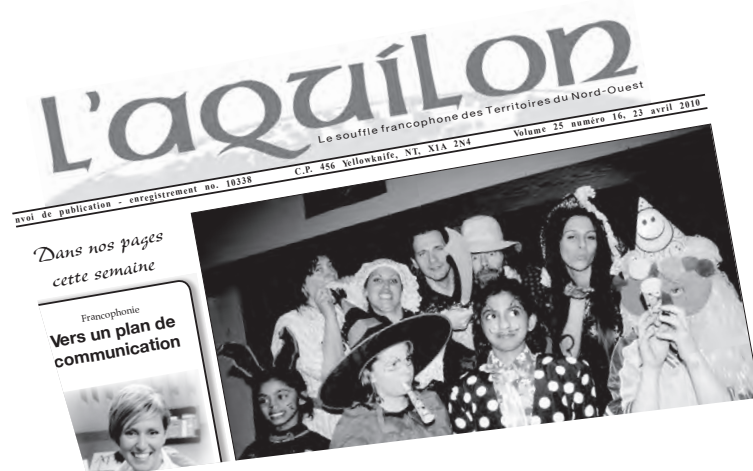 L'aquilon
Le souffle francophone des Territoires du Nord-Ouest
nvoi de publication - enregistrement no. 10338 C.P. 456 Yellowknife, NT, X1A 2N4 Volume 25 numéro 16, 23 avril 2010
Dans nos pages
cette semaine
Francophonie
Vers un plan de
communication